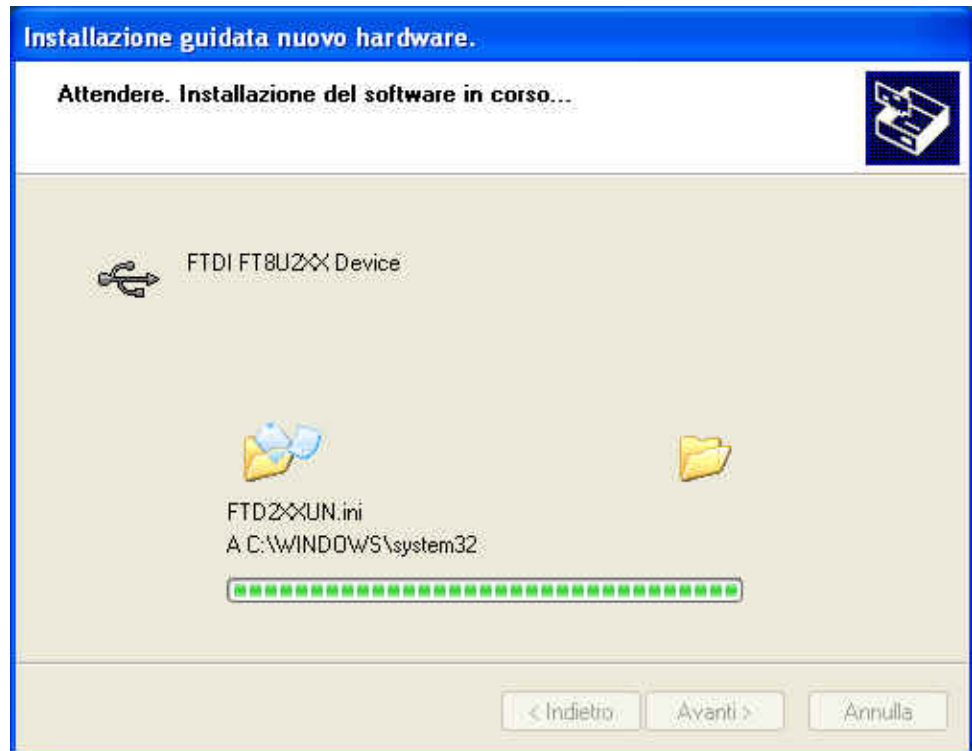 Installazione guidata nuovo hardware.
Attendere. Installazione del software in corso...
FTDI FT8U2XX Device
FTD2XXUN.ini
A C:\WINDOWS\system32
< Indietro
Avanti >
Annulla